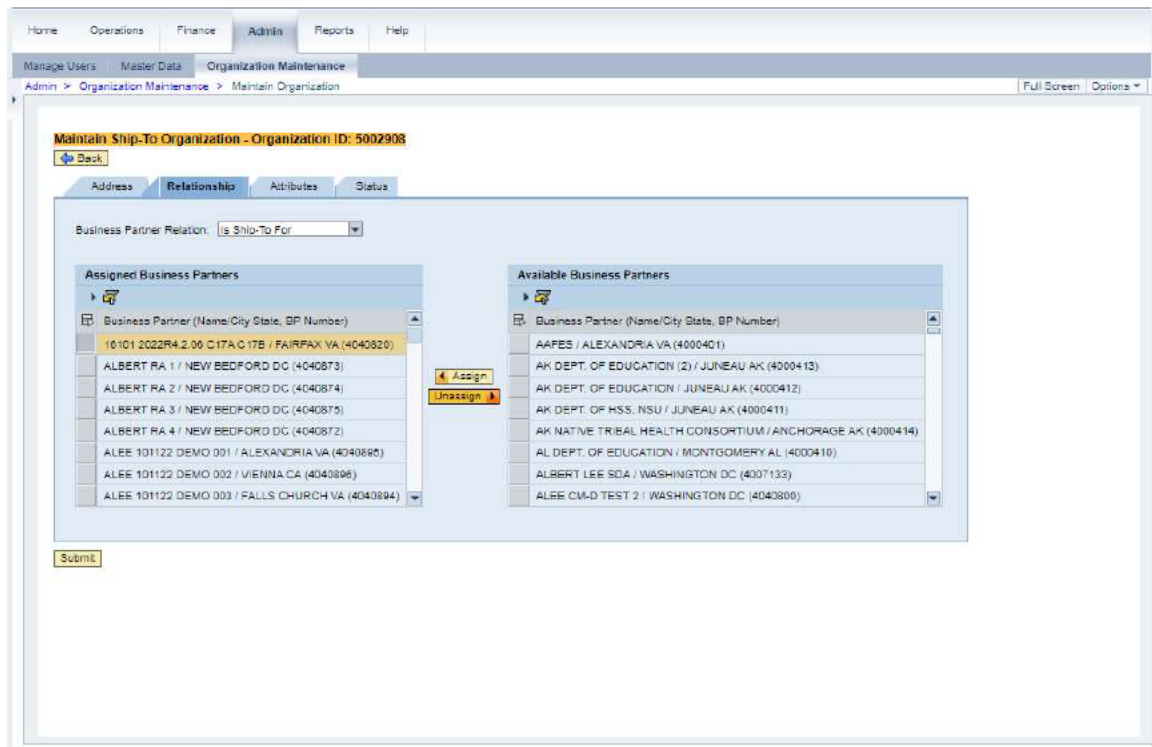 Home Operations Finance Admin Reports Help
Manage Users Master Data Organization Maintenance
Admin > Organization Maintenance > Maintain Organization Full Screen Options
Maintain Ship-To Organization - Organization ID: 5002908
Back
Address Relationship Attributes Status
Business Partner Relation: Is Ship-To For
Assigned Business Partners Available Business Partners
Business Partner (Name/City State, BP Number) Business Partner (Name/City State, BP Number)
16101 2022R4.2.06 C17A C17B / FAIRFAX VA (4040820) AAFES / ALEXANDRIA VA (4000401)
ALBERT RA 1 / NEW BEDFORD DC (4040873) AK DEPT. OF EDUCATION (2) / JUNEAU AK (4000413)
Assign
ALBERT RA 2 / NEW BEDFORD DC (4040874) AK DEPT. OF EDUCATION / JUNEAU AK (4000412)
Unassign
ALBERT RA 3 / NEW BEDFORD DC (4040875) AK DEPT. OF HSS, NSU / JUNEAU AK (4000411)
ALBERT RA 4 / NEW BEDFORD DC (4040872) AK NATIVE TRIBAL HEALTH CONSORTIUM / ANCHORAGE AK (4000414)
ALEE 101122 DEMO 001 / ALEXANDRIA VA (4040895) AL DEPT. OF EDUCATION / MONTGOMERY AL (4000410)
ALEE 101122 DEMO 002 / VIENNA CA (4040896) ALBERT LEE SDA / WASHINGTON DC (4007133)
ALEE 101122 DEMO 003 / FALLS CHURCH VA (4040894) ALEE CM-D TEST 2 / WASHINGTON DC (4040800)
Submit